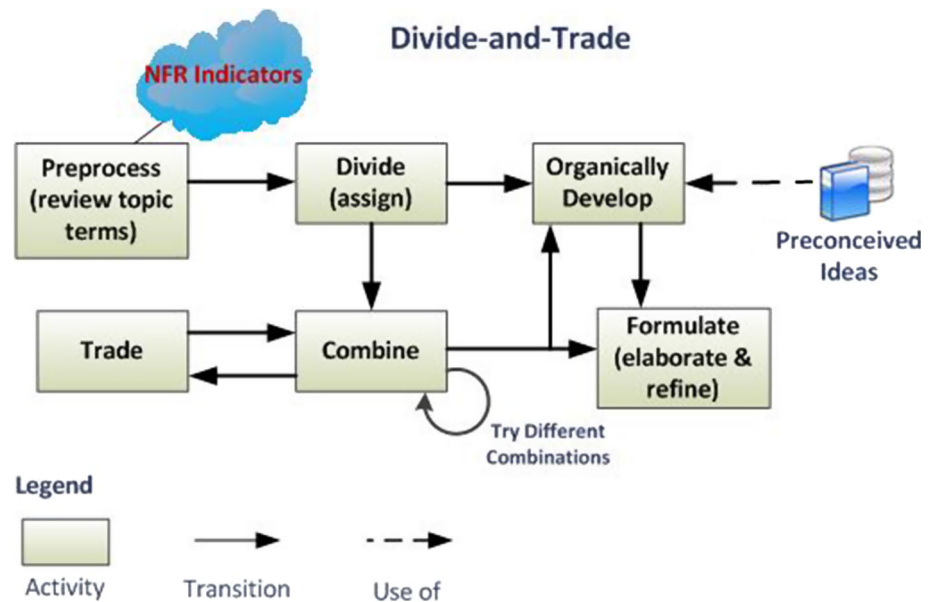 Divide-and-Trade
NFR Indicators
Preprocess
(review topic
terms)
Divide
(assign)
Organically
Develop
Preconceived
Ideas
Trade
Combine
Formulate
(elaborate &
refine)
Try Different
Combinations
Legend
Activity
Transition
Use of